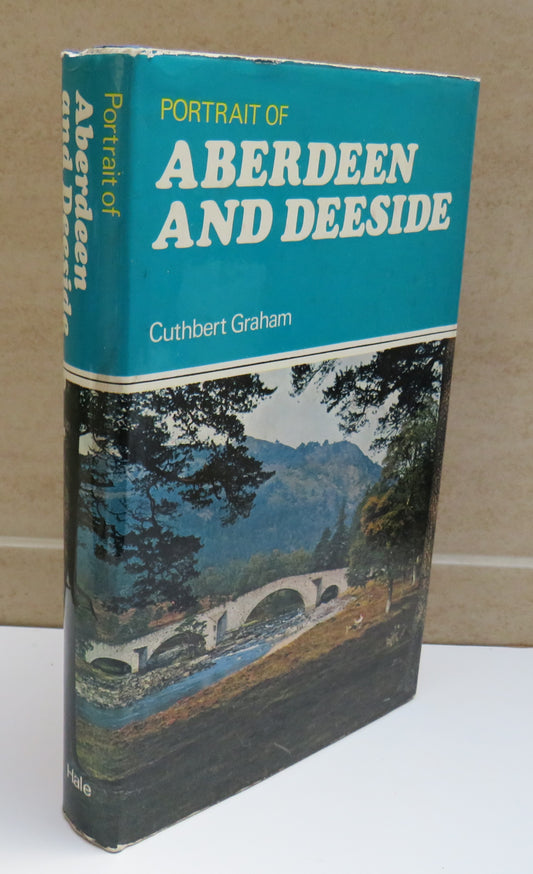 PORTRAIT OF
ABERDEEN
AND DEESIDE
Cuthbert Graham
Portrait of
Aberdeen
and Deeside
Hale